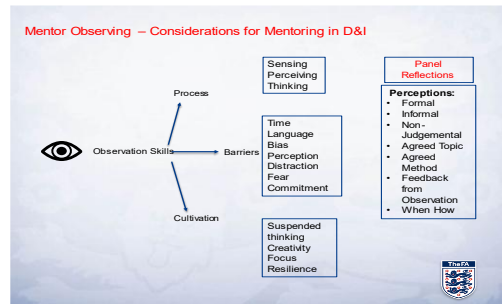 Mentor Observing – Considerations for Mentoring in D&I
Process
Observation Skills
Barriers
Cultivation
Sensing
Perceiving
Thinking
Time
Language
Bias
Perception
Distraction
Fear
Commitment
Suspended
thinking
Creativity
Focus
Resilience
Panel
Reflections
Perceptions:
• Formal
• Informal
• Non-
Judgemental
• Agreed Topic
• Agreed
Method
• Feedback
from
Observation
• When How
The FA